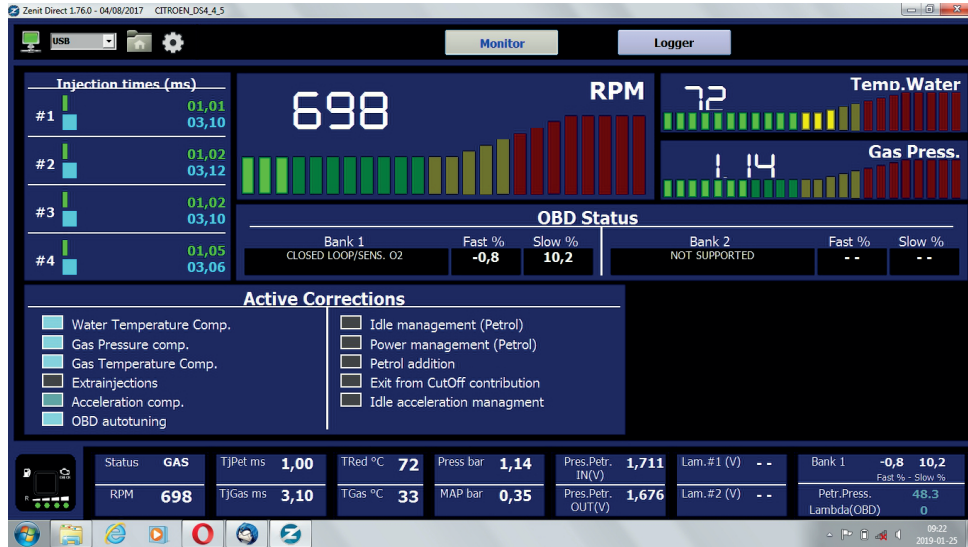 Zenit Direct 1.76.0 - 04/08/2017 CITROEN_DS4_4_5
USB
Monitor
Logger
Injection times (ms)
#1 01,01
03,10
#2 01,02
03,12
#3 01,02
03,10
#4 01,05
03,06
698 RPM
72 Temp.Water
1.14 Gas Press.
OBD Status
Bank 1 Fast % Slow % Bank 2 Fast % Slow %
CLOSED LOOP/SENS. O2 -0,8 10,2 NOT SUPPORTED - - - -
Active Corrections
Water Temperature Comp.
Gas Pressure comp.
Gas Temperature Comp.
Extrainjections
Acceleration comp.
OBD autotuning
Idle management (Petrol)
Power management (Petrol)
Petrol addition
Exit from CutOff contribution
Idle acceleration managment
Status GAS TjPet ms 1,00 TRed °C 72 Press bar 1,14 Pres.Petr. IN(V) 1,711 Lam.#1 (V) - - Bank 1 -0,8 10,2
Fast % - Slow %
RPM 698 TjGas ms 3,10 TGas °C 33 MAP bar 0,35 Pres.Petr. OUT(V) 1,676 Lam.#2 (V) - - Petr.Press. 48.3
Lambda(OBD) 0
R
09:22
2019-01-25